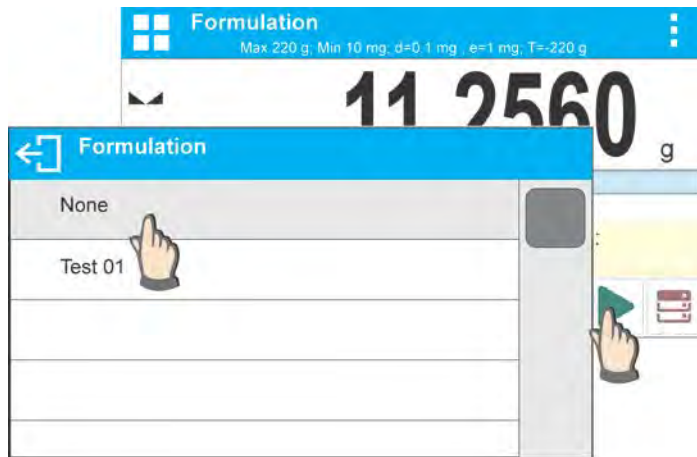 Formulation
Max 220 g; Min 10 mg; d=0.1 mg , e=1 mg; T=-220 g
11.2560
g
Formulation
None
Test 01
: